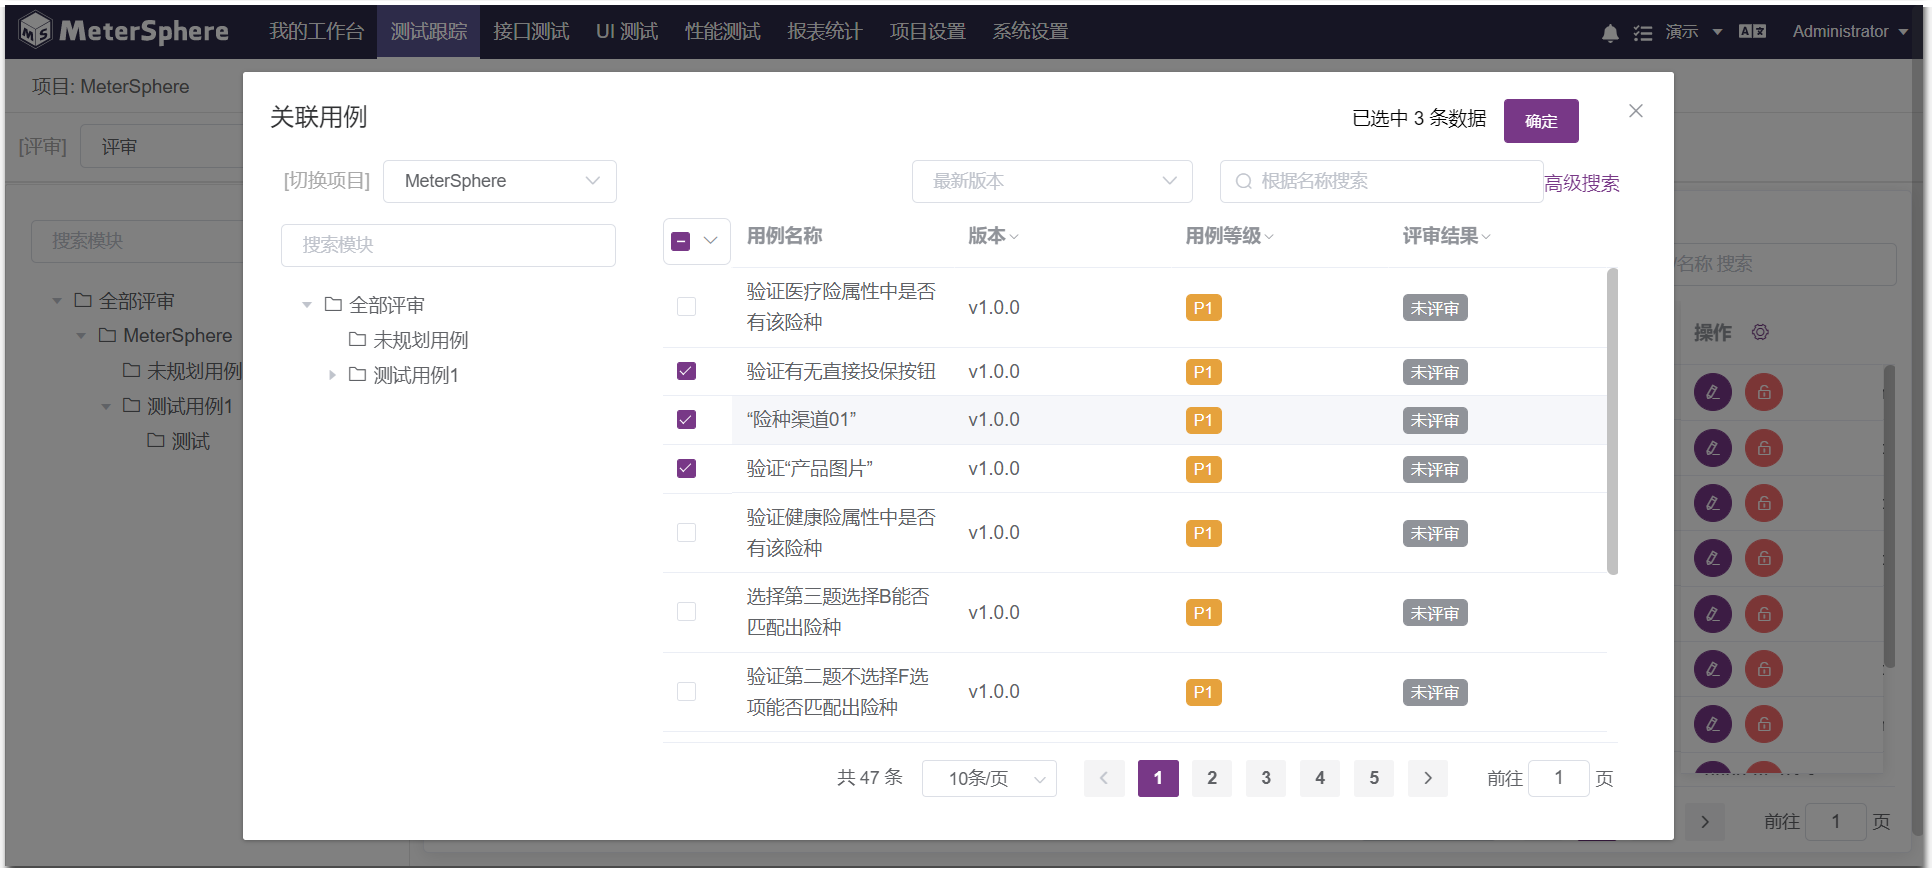 MeterSphere 我的工作台 测试跟踪 接口测试 UI 测试 性能测试 报表统计 项目设置 系统设置 演示 Administrator
项目: MeterSphere
[评审] 评审
搜索模块
全部评审
MeterSphere
未规划用例
测试用例1
测试
关联用例 已选中 3 条数据 确定
[切换项目] MeterSphere 最新版本 根据名称搜索 高级搜索
搜索模块
全部评审
未规划用例
测试用例1
用例名称 版本 用例等级 评审结果
验证医疗险属性中是否
有该险种 v1.0.0 P1 未评审
验证有无直接投保按钮 v1.0.0 P1 未评审
“险种渠道01” v1.0.0 P1 未评审
验证“产品图片” v1.0.0 P1 未评审
验证健康险属性中是否
有该险种 v1.0.0 P1 未评审
选择第三题选择B能否
匹配出险种 v1.0.0 P1 未评审
验证第二题不选择F选
项能否匹配出险种 v1.0.0 P1 未评审
共 47 条 10条/页 1 2 3 4 5 前往 1 页
/名称 搜索
操作
前往 1 页